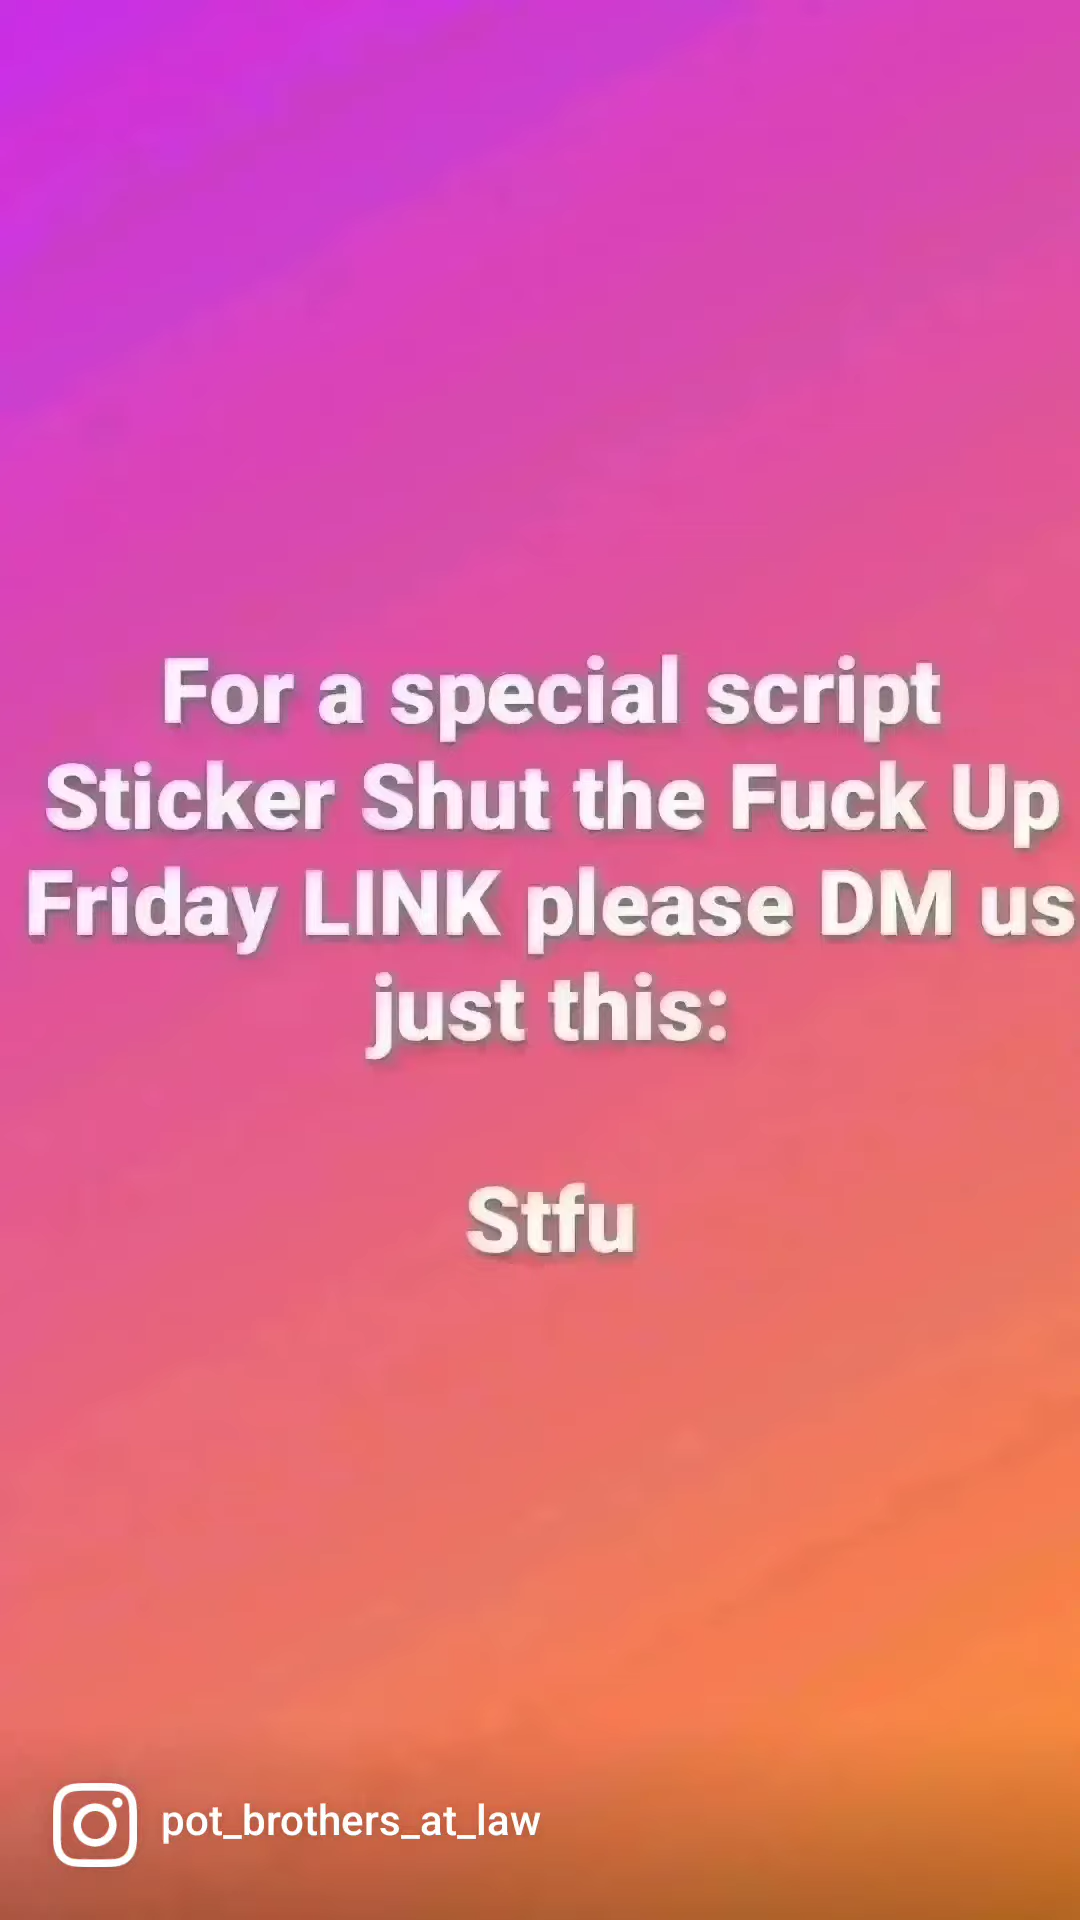 For a special script
Sticker Shut the Fuck Up
Friday LINK please DM us
just this:
Stfu
pot_brothers_at_law